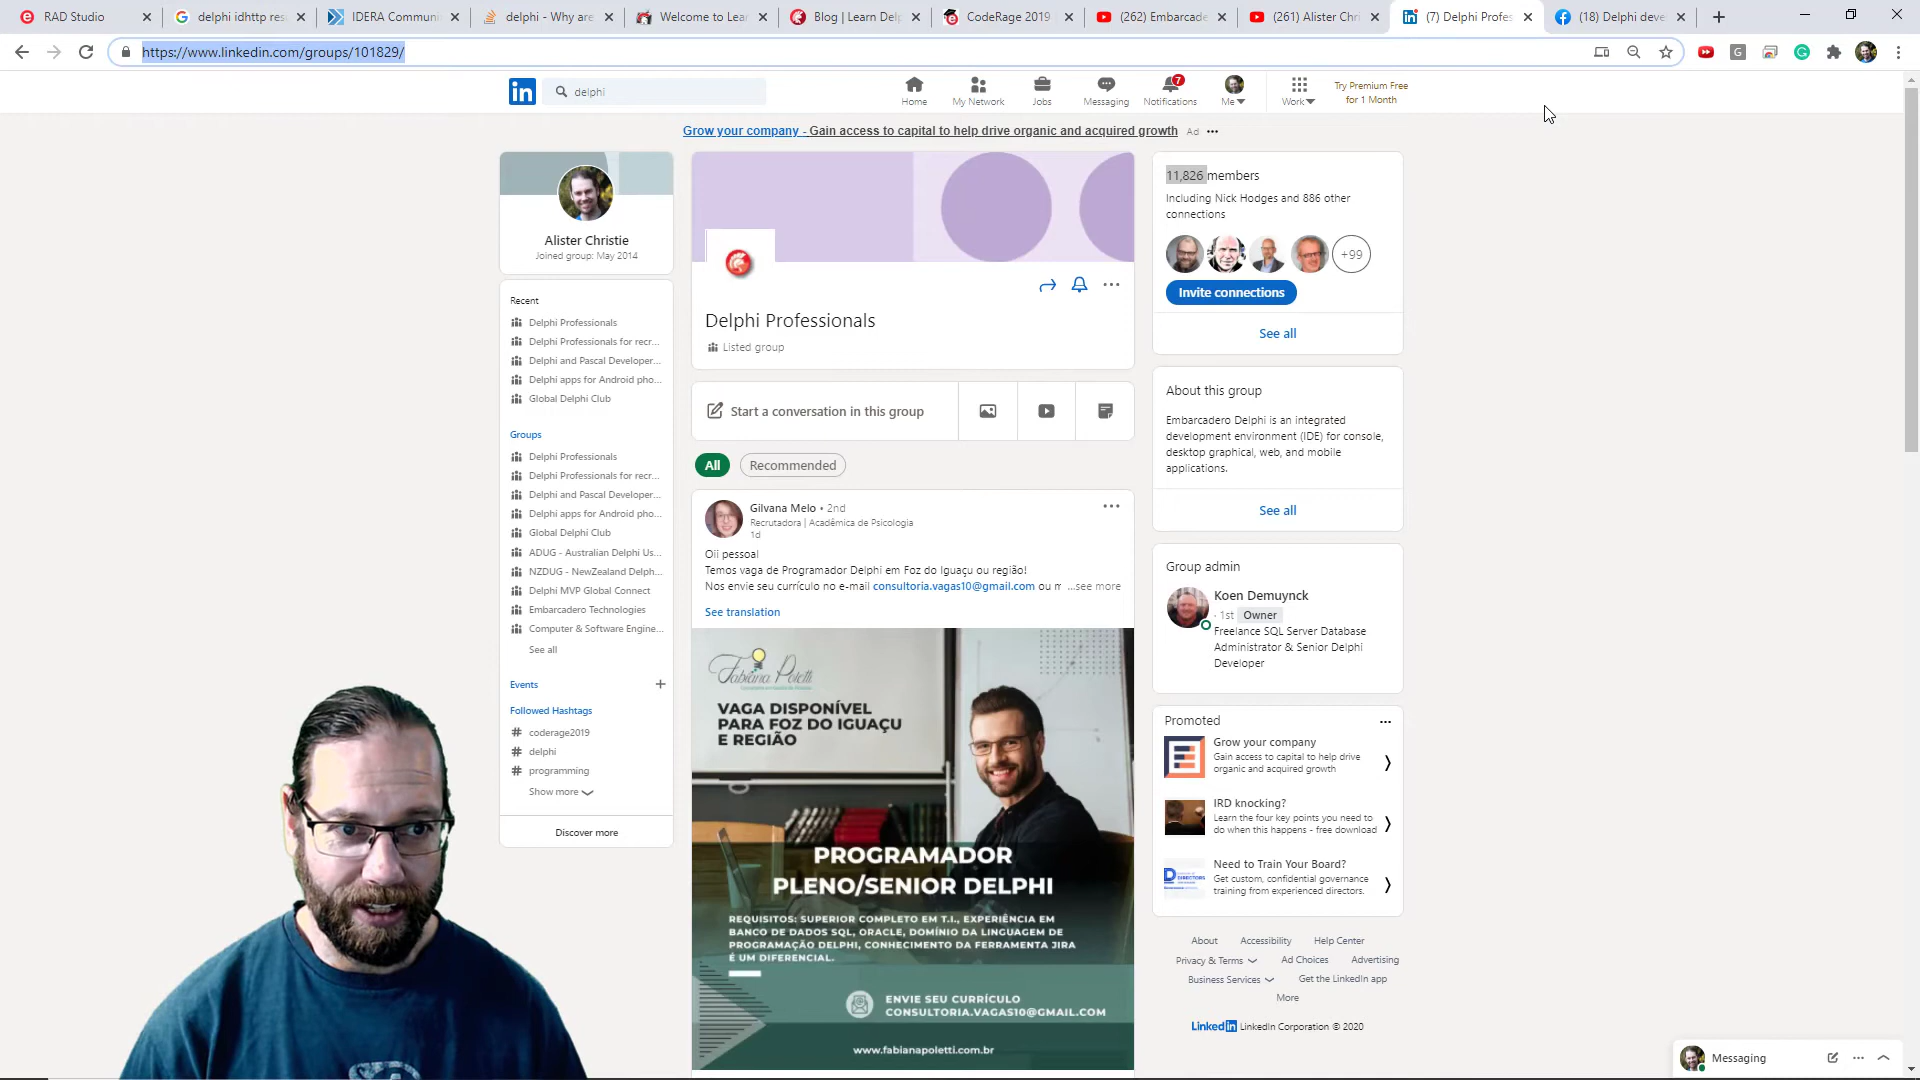 RAD Studio
delphi idhttp res
IDERA Communi
delphi - Why are
Welcome to Lea
Blog | Learn Del
CodeRage 2019
(262) Embarcade
(261) Alister Chri
(7) Delphi Profes
(18) Delphi deve
https://www.linkedin.com/groups/101829/
in
delphi
Home
My Network
Jobs
Messaging
7
Notifications
Me
Work
Try Premium Free
for 1 Month
Grow your company - Gain access to capital to help drive organic and acquired growth Ad
Alister Christie
Joined group: May 2014
Recent
Delphi Professionals
Delphi Professionals for recr...
Delphi and Pascal Developer...
Delphi apps for Android pho...
Global Delphi Club
Groups
Delphi Professionals
Delphi Professionals for recr...
Delphi and Pascal Developer...
Delphi apps for Android pho...
Global Delphi Club
ADUG - Australian Delphi Us...
NZDUG - NewZealand Delph...
Delphi MVP Global Connect
Embarcadero Technologies
Computer & Software Engine...
See all
Events
Followed Hashtags
# coderage2019
# delphi
# programming
Show more
Discover more
Delphi Professionals
Listed group
Start a conversation in this group
All
Recommended
Gilvana Melo • 2nd
Recrutadora | Acadêmica de Psicologia
1d
Oii pessoal
Temos vaga de Programador Delphi em Foz do Iguaçu ou região!
Nos envie seu currículo no e-mail consultoria.vagas10@gmail.com ou m ...see more
See translation
Fabiana Poletti
VAGA DISPONÍVEL
PARA FOZ DO IGUAÇU
E REGIÃO
PROGRAMADOR
PLENO/SENIOR DELPHI
REQUISITOS: SUPERIOR COMPLETO EM T.I., EXPERIÊNCIA EM
BANCO DE DADOS SQL, ORACLE, DOMÍNIO DA LINGUAGEM DE
PROGRAMAÇÃO DELPHI, CONHECIMENTO DA FERRAMENTA JIRA
É UM DIFERENCIAL.
ENVIE SEU CURRÍCULO
CONSULTORIA.VAGAS10@GMAIL.COM
www.fabianapoletti.com.br
11,826 members
Including Nick Hodges and 886 other
connections
+99
Invite connections
See all
About this group
Embarcadero Delphi is an integrated
development environment (IDE) for console,
desktop graphical, web, and mobile
applications.
See all
Group admin
Koen Demuynck
· 1st Owner
Freelance SQL Server Database
Administrator & Senior Delphi
Developer
Promoted
Grow your company
Gain access to capital to help drive
organic and acquired growth
IRD knocking?
Learn the four key points you need to
do when this happens - free download
Need to Train Your Board?
Get custom, confidential governance
training from experienced directors.
About
Accessibility
Help Center
Privacy & Terms
Ad Choices
Advertising
Business Services
Get the LinkedIn app
More
LinkedIn LinkedIn Corporation © 2020
Messaging